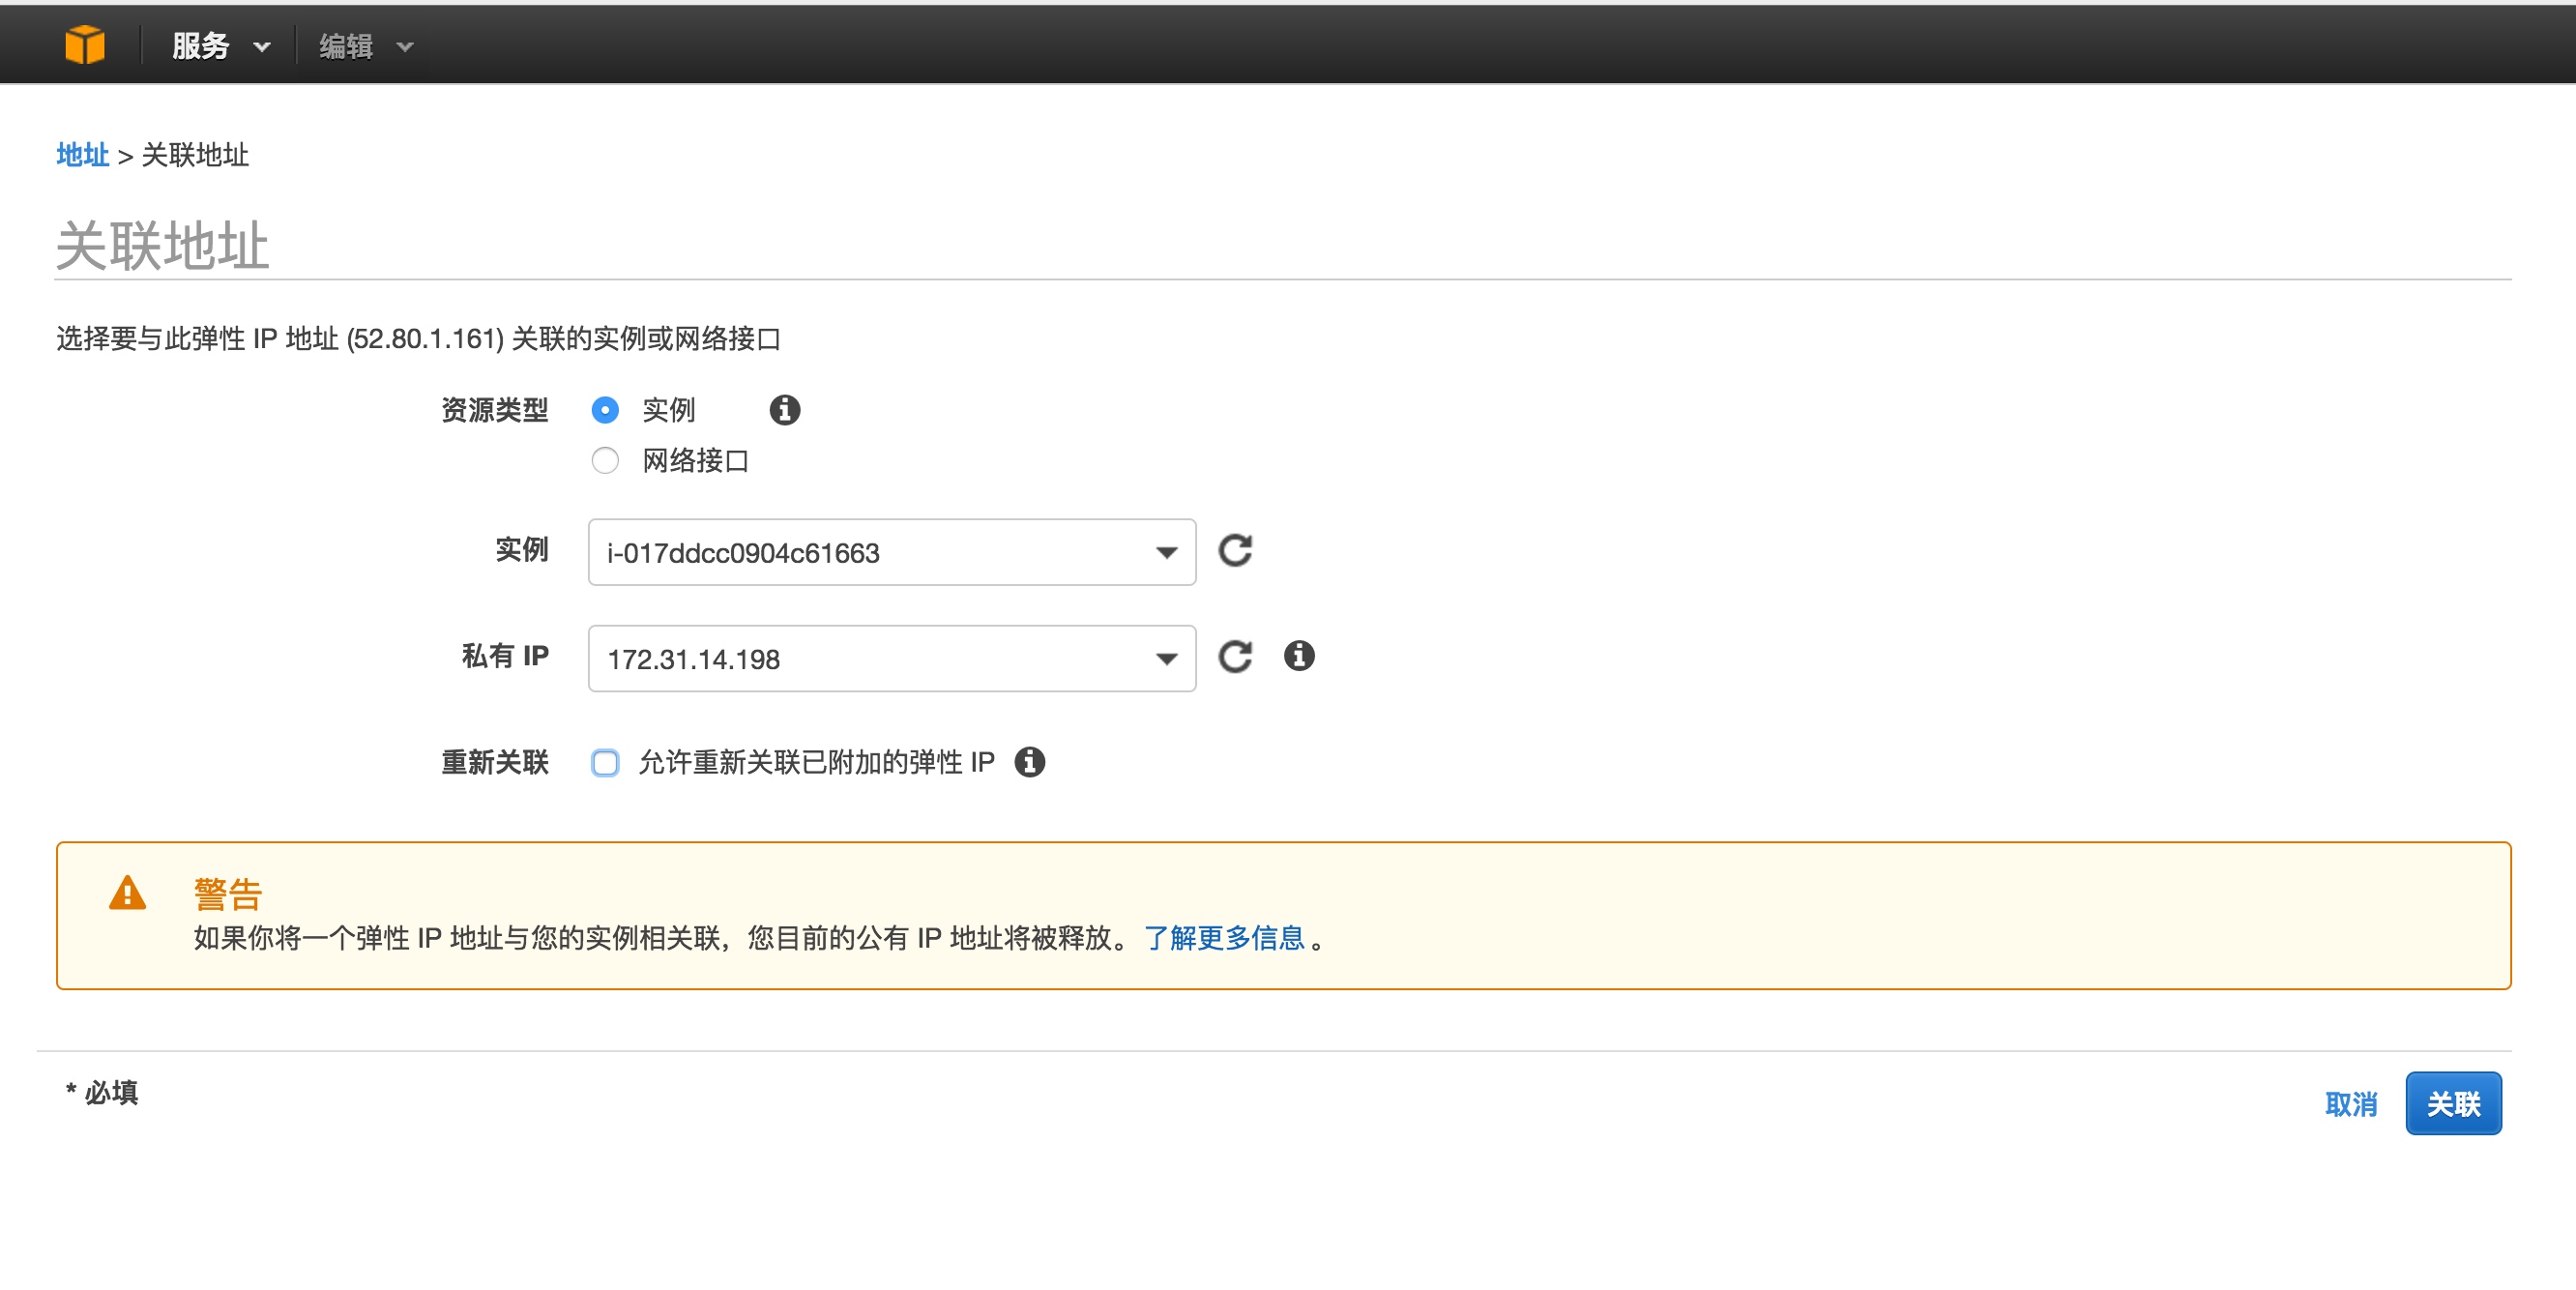 服务 编辑
地址 > 关联地址
关联地址
选择要与此弹性 IP 地址 (52.80.1.161) 关联的实例或网络接口
资源类型 实例
网络接口
实例 i-017ddcc0904c61663
私有 IP 172.31.14.198
重新关联 允许重新关联已附加的弹性 IP
警告
如果你将一个弹性 IP 地址与您的实例相关联，您目前的公有 IP 地址将被释放。 了解更多信息 。
* 必填
取消 关联